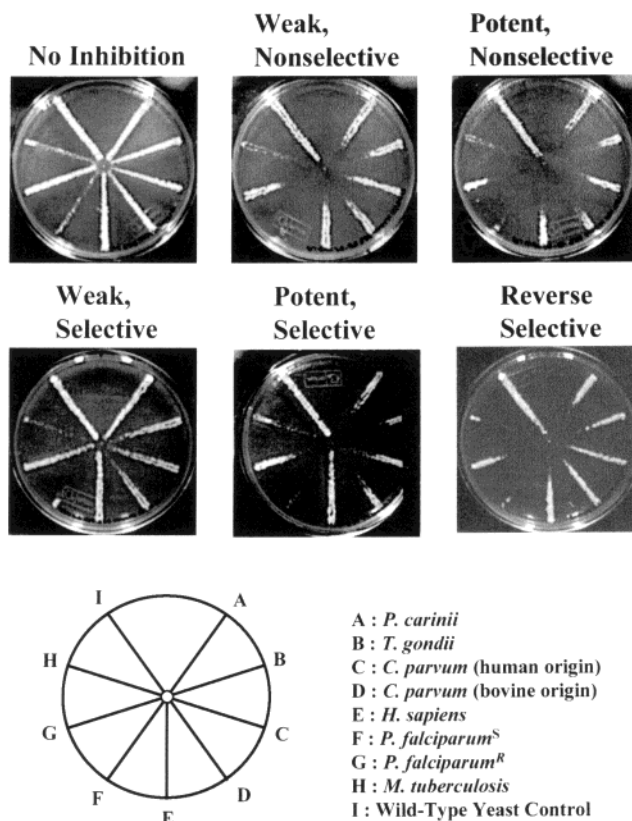 No Inhibition
Weak,
Nonselective
Potent,
Nonselective
Weak,
Selective
Potent,
Selective
Reverse
Selective
I
A
H
B
G
C
F
D
E
A : P. carinii
B : T. gondii
C : C. parvum (human origin)
D : C. parvum (bovine origin)
E : H. sapiens
F : P. falciparumS
G : P. falciparumR
H : M. tuberculosis
I : Wild-Type Yeast Control